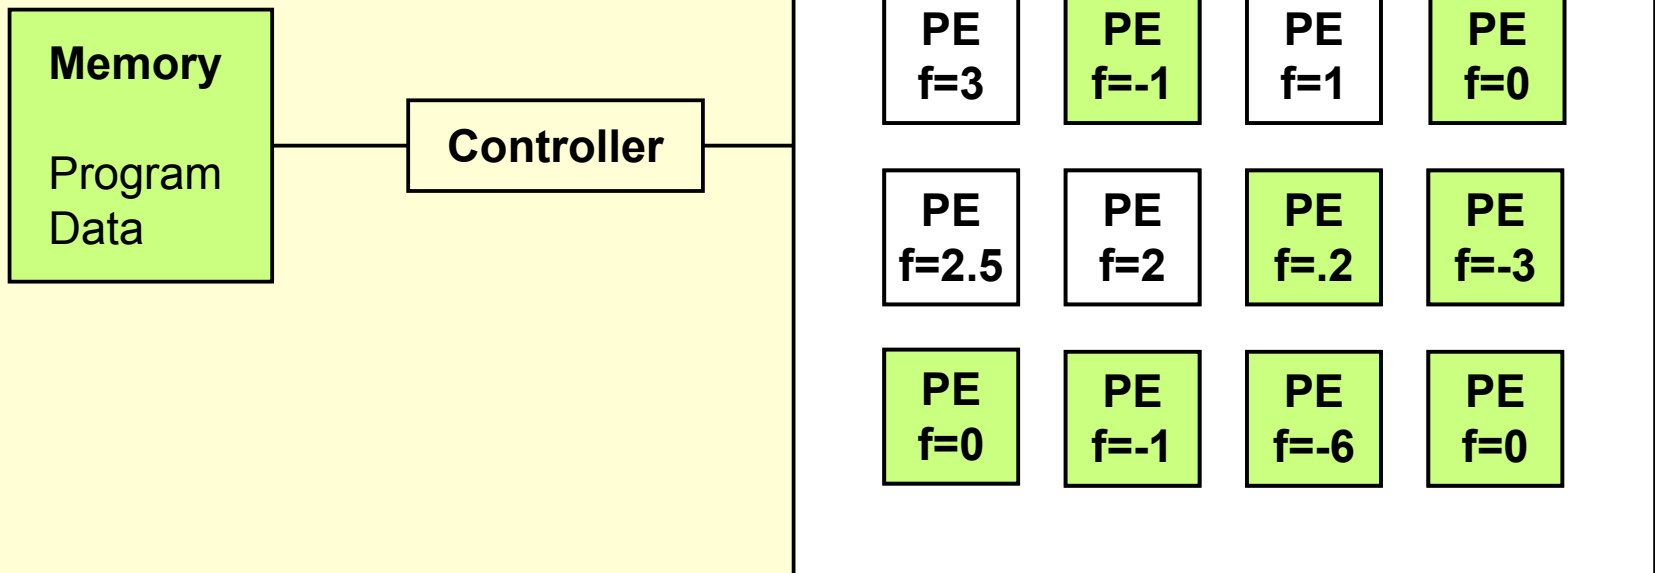 Memory
Program
Data
Controller
PE
f=3
PE
f=-1
PE
f=1
PE
f=0
PE
f=2.5
PE
f=2
PE
f=.2
PE
f=-3
PE
f=0
PE
f=-1
PE
f=-6
PE
f=0